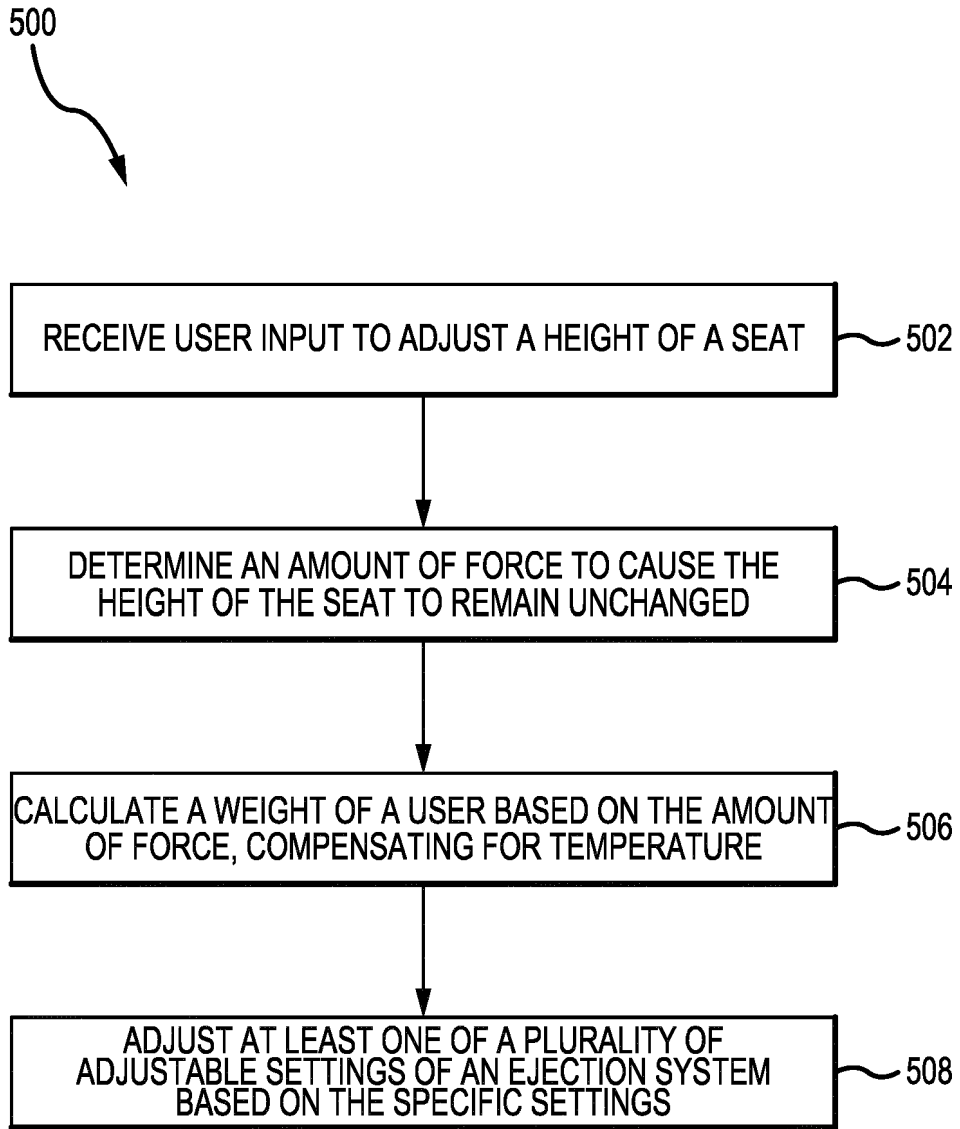 500
RECEIVE USER INPUT TO ADJUST A HEIGHT OF A SEAT
502
DETERMINE AN AMOUNT OF FORCE TO CAUSE THE
HEIGHT OF THE SEAT TO REMAIN UNCHANGED
504
CALCULATE A WEIGHT OF A USER BASED ON THE AMOUNT
OF FORCE, COMPENSATING FOR TEMPERATURE
506
ADJUST AT LEAST ONE OF A PLURALITY OF
ADJUSTABLE SETTINGS OF AN EJECTION SYSTEM
BASED ON THE SPECIFIC SETTINGS
508